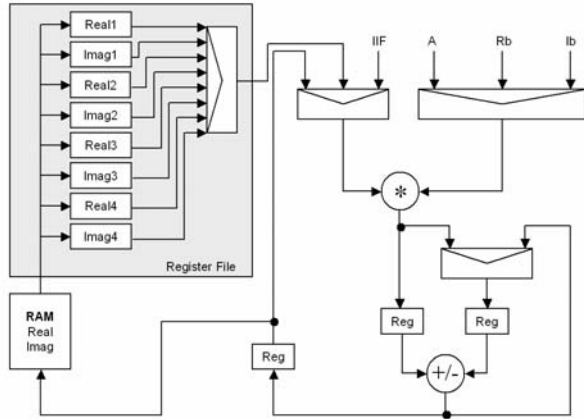 Real1
Imag1
Real2
Imag2
Real3
Imag3
Real4
Imag4
Register File
IIF
A
Rb
Ib
*
RAM
Real
Imag
Reg
Reg
Reg
+/-